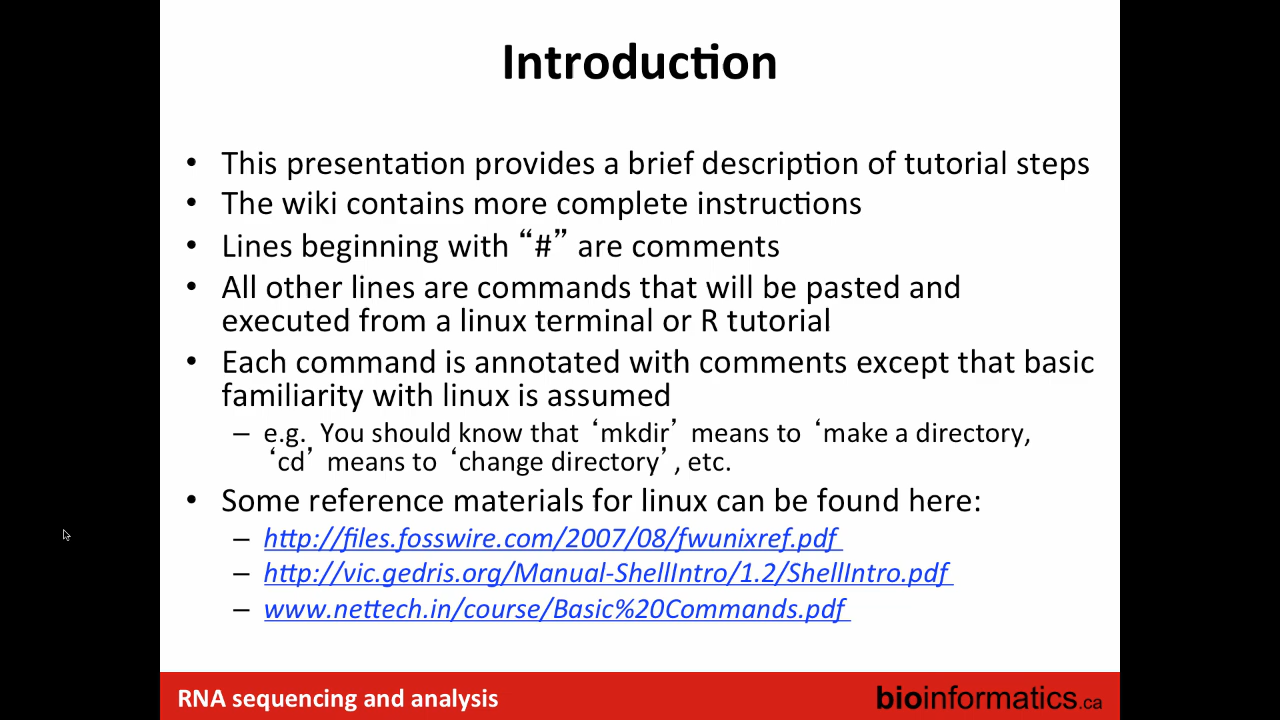 Introduction
• This presentation provides a brief description of tutorial steps
• The wiki contains more complete instructions
• Lines beginning with “#” are comments
• All other lines are commands that will be pasted and
executed from a linux terminal or R tutorial
• Each command is annotated with comments except that basic
familiarity with linux is assumed
– e.g. You should know that ‘mkdir’ means to ‘make a directory,
‘cd’ means to ‘change directory’, etc.
• Some reference materials for linux can be found here:
– http://files.fosswire.com/2007/08/fwunixref.pdf
– http://vic.gedris.org/Manual-ShellIntro/1.2/ShellIntro.pdf
– www.nettech.in/course/Basic%20Commands.pdf
RNA sequencing and analysis
bioinformatics.ca